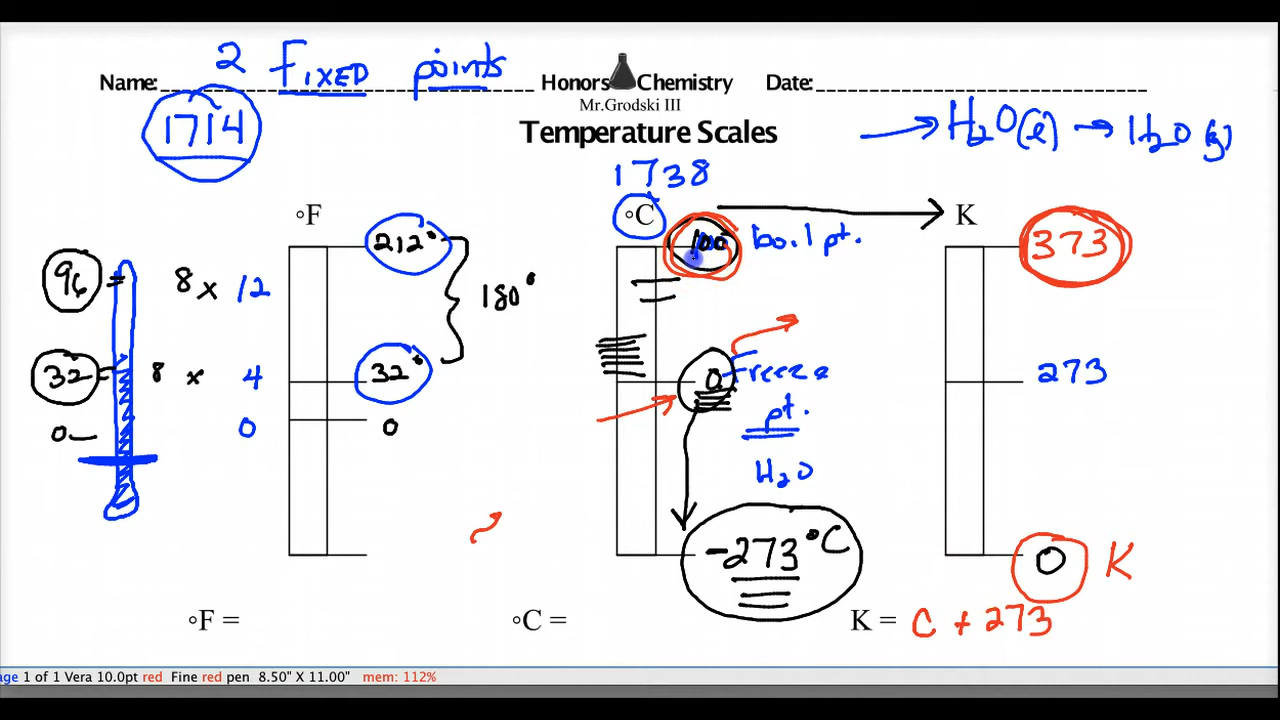 2 Fixed points
Name: Honors Chemistry Date:
Mr.Grodski III
1714
Temperature Scales
→ H₂O(l) → H₂O(g)
1738
°F
°C
K
212°
100
boil pt.
373
96
8 x 12
180°
32
8 x 4
32°
0 Freeze
pt.
H₂O
273
0
0
0
-273°C
0 K
°F =
°C =
K = C + 273
age 1 of 1 Vera 10.0pt red Fine red pen 8.50" X 11.00" mem: 112%